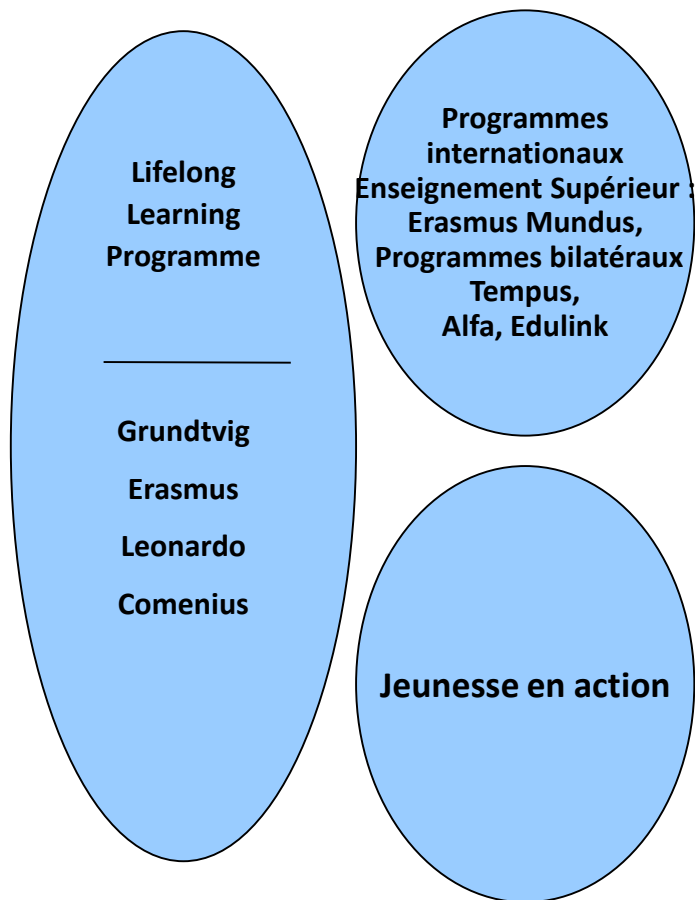 Lifelong
Learning
Programme
Grundtvig
Erasmus
Leonardo
Comenius
Programmes
internationaux
Enseignement Supérieur :
Erasmus Mundus,
Programmes bilatéraux
Tempus,
Alfa, Edulink
Jeunesse en action